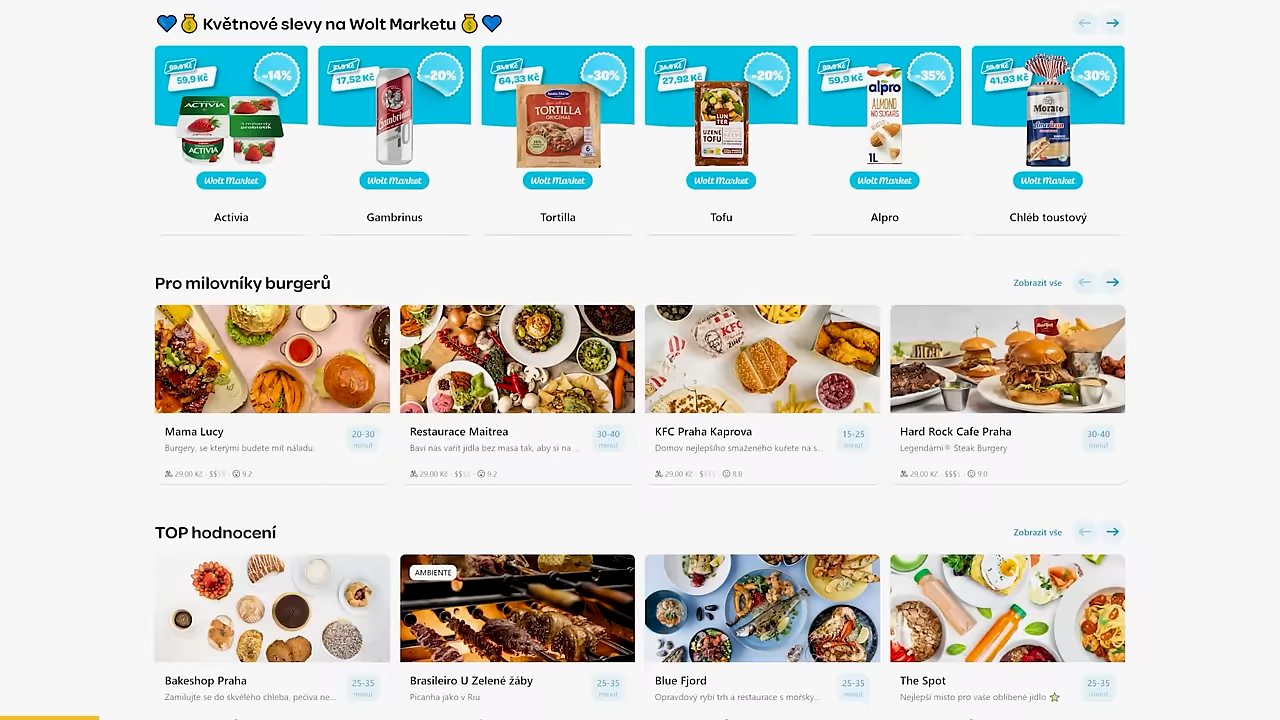 Květnové slevy na Wolt Marketu
59,9 Kč
-14%
17,52 Kč
-20%
64,33 Kč
-30%
27,92 Kč
-20%
59,9 Kč
-35%
41,93 Kč
-30%
ACTIVIA
ACTIVIA
Gambrinus
TORTILLA
ORIGINAL
LUN
TER
UZENÉ
TOFU
alpro
ALMOND
NO SUGARS
1L
Morato
Wolt Market
Wolt Market
Wolt Market
Wolt Market
Wolt Market
Wolt Market
Activia
Gambrinus
Tortilla
Tofu
Alpro
Chléb toustový
Pro milovníky burgerů
Zobrazit vše
KFC
Mama Lucy
Burgery, se kterými budete mít náladu.
20-30
minut
29,00 Kč · $$$$ · 9.2
Restaurace Maitrea
Baví nás vařit jídla bez masa tak, aby si na ...
30-40
minut
29,00 Kč · $$$$ · 9.2
KFC Praha Kaprova
Domov nejlepšího smaženého kuřete na s...
15-25
minut
29,00 Kč · $$$$ · 8.8
Hard Rock Cafe Praha
Legendární® Steak Burgery
30-40
minut
29,00 Kč · $$$$ · 9.0
TOP hodnocení
Zobrazit vše
AMBIENTE
Bakeshop Praha
Zamilujte se do skvělého chleba, pečiva ne...
25-35
minut
Brasileiro U Zelené žáby
Picanha jako v Riu
25-35
minut
Blue Fjord
Opravdový rybí trh a restaurace s mořský...
25-35
minut
The Spot
Nejlepší místo pro vaše oblíbené jídlo
25-35
minut